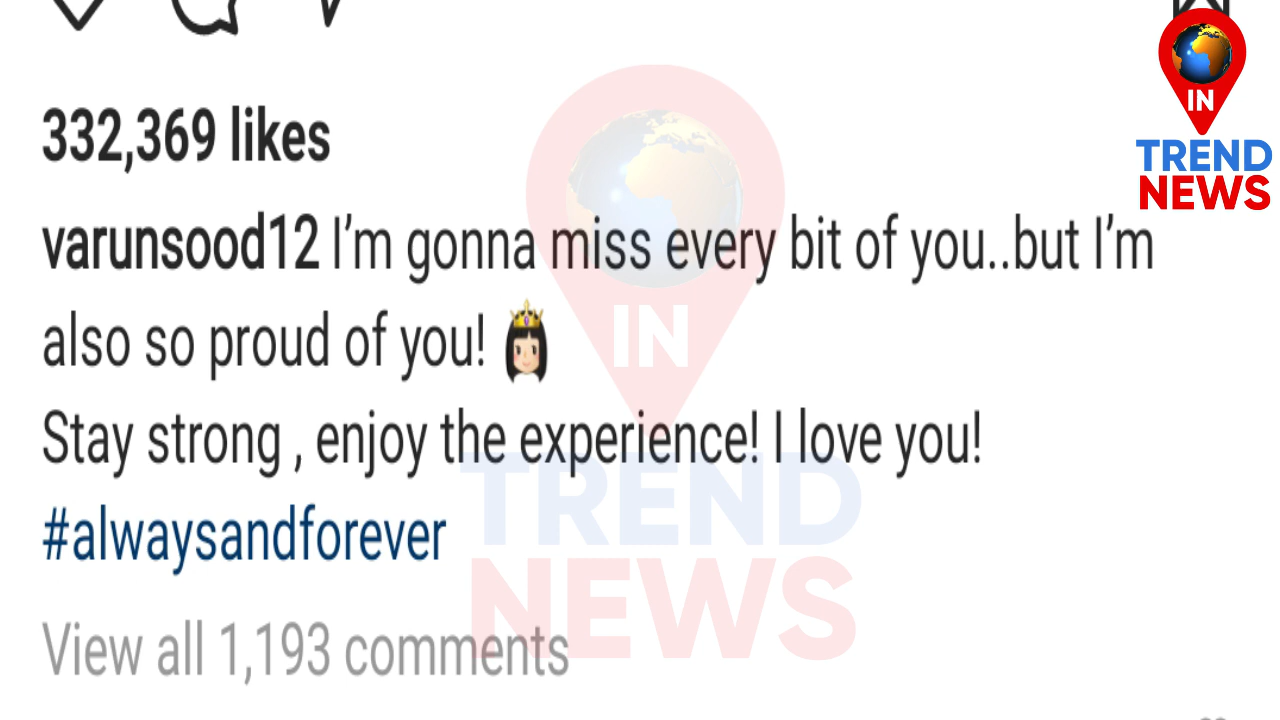 332,369 likes
varunsood12 I’m gonna miss every bit of you..but I’m
also so proud of you! 👸🏻
Stay strong , enjoy the experience! I love you!
#alwaysandforever
View all 1,193 comments
IN
TREND
NEWS
IN
TREND
NEWS